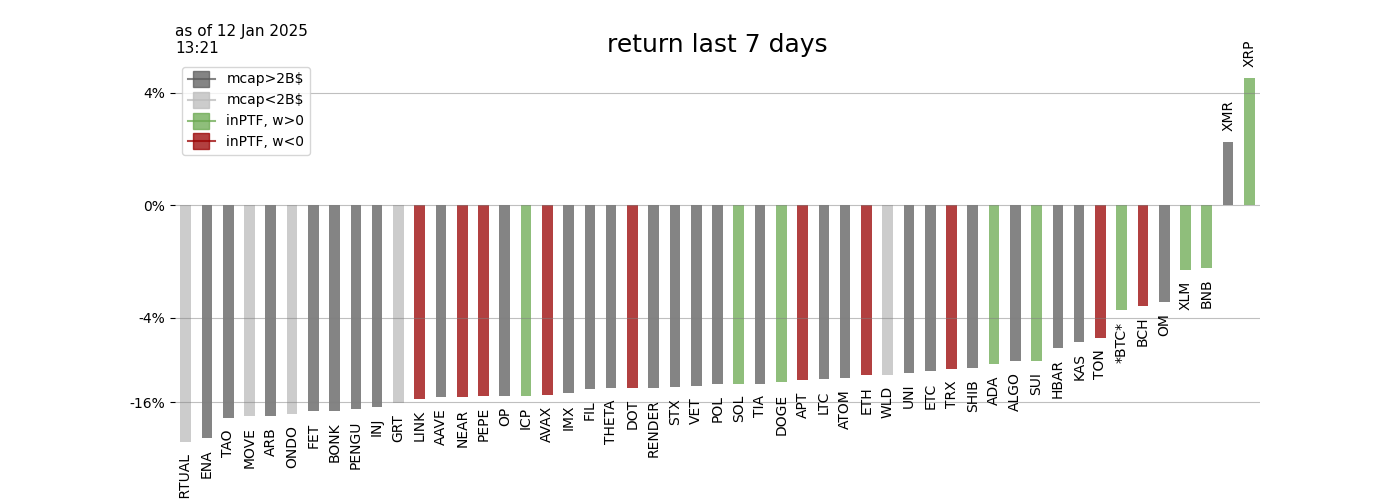 as of 12 Jan 2025
13:21
return last 7 days
mcap>2B$
mcap<2B$
inPTF, w>0
inPTF, w<0
4%
0%
-4%
-16%
RTUAL
ENA
TAO
MOVE
ARB
ONDO
FET
BONK
PENGU
INJ
GRT
LINK
AAVE
NEAR
PEPE
OP
ICP
AVAX
IMX
FIL
THETA
DOT
RENDER
STX
VET
POL
SOL
TIA
DOGE
APT
LTC
ATOM
ETH
WLD
UNI
ETC
TRX
SHIB
ADA
ALGO
SUI
HBAR
KAS
TON
*BTC*
BCH
OM
XLM
BNB
XMR
XRP